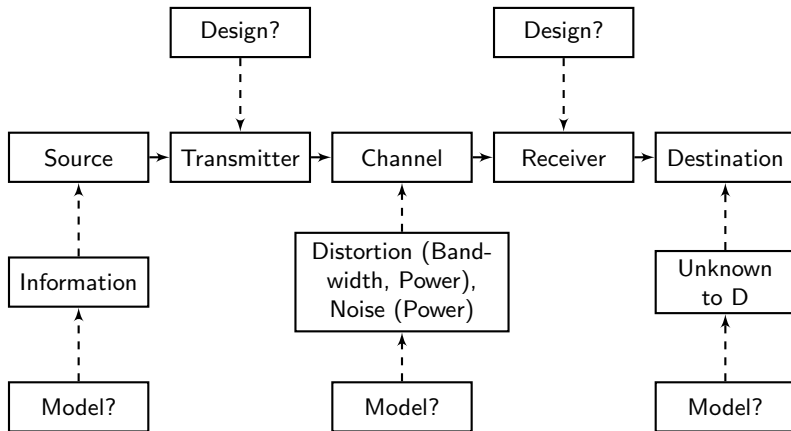 Design?
Design?
Source
Transmitter
Channel
Receiver
Destination
Information
Distortion (Band-
width, Power),
Noise (Power)
Unknown
to D
Model?
Model?
Model?